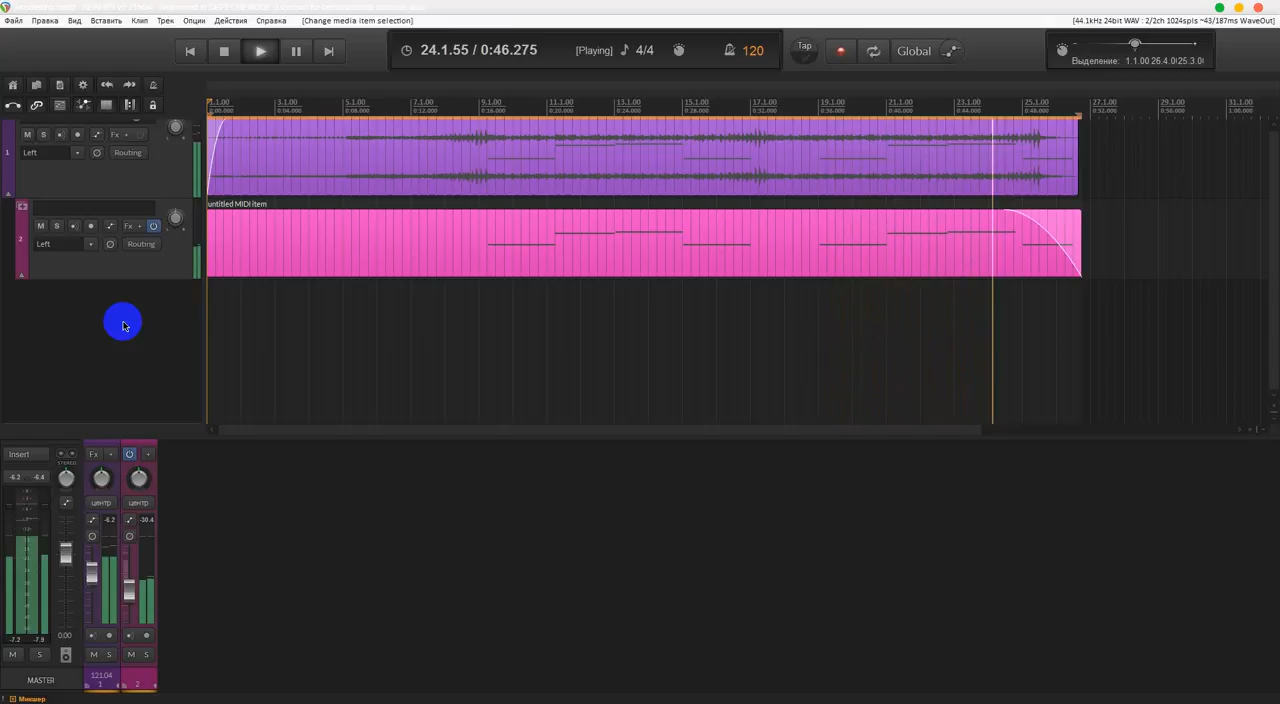 Файл Правка Вид Вставить Клип Трек Опции Действия Справка [Change media item selection] [44.1kHz 24bit WAV : 2/2ch 1024spls ~43/187ms WaveOut]
24.1.55 / 0:46.275 [Playing] 4/4 120 Tap Global
Выделение: 1.1.00 26.4.0 25.3.0
1.1.00 3.1.00 5.1.00 7.1.00 9.1.00 11.1.00 13.1.00 15.1.00 17.1.00 19.1.00 21.1.00 23.1.00 25.1.00 27.1.00 29.1.00 31.1.00
0:00.000 0:04.000 0:08.000 0:12.000 0:16.000 0:20.000 0:24.000 0:28.000 0:32.000 0:36.000 0:40.000 0:44.000 0:48.000 0:52.000 0:56.000 1:00.000
M S Fx
1 Left Routing
untitled MIDI item
M S Fx
2 Left Routing
Insert STEREO Fx
-6.2 -6.4
центр центр
-6.2 -30.4
-7.2 -7.9 0.00
M S M S M S
MASTER 121.04
1 2
! Микшер